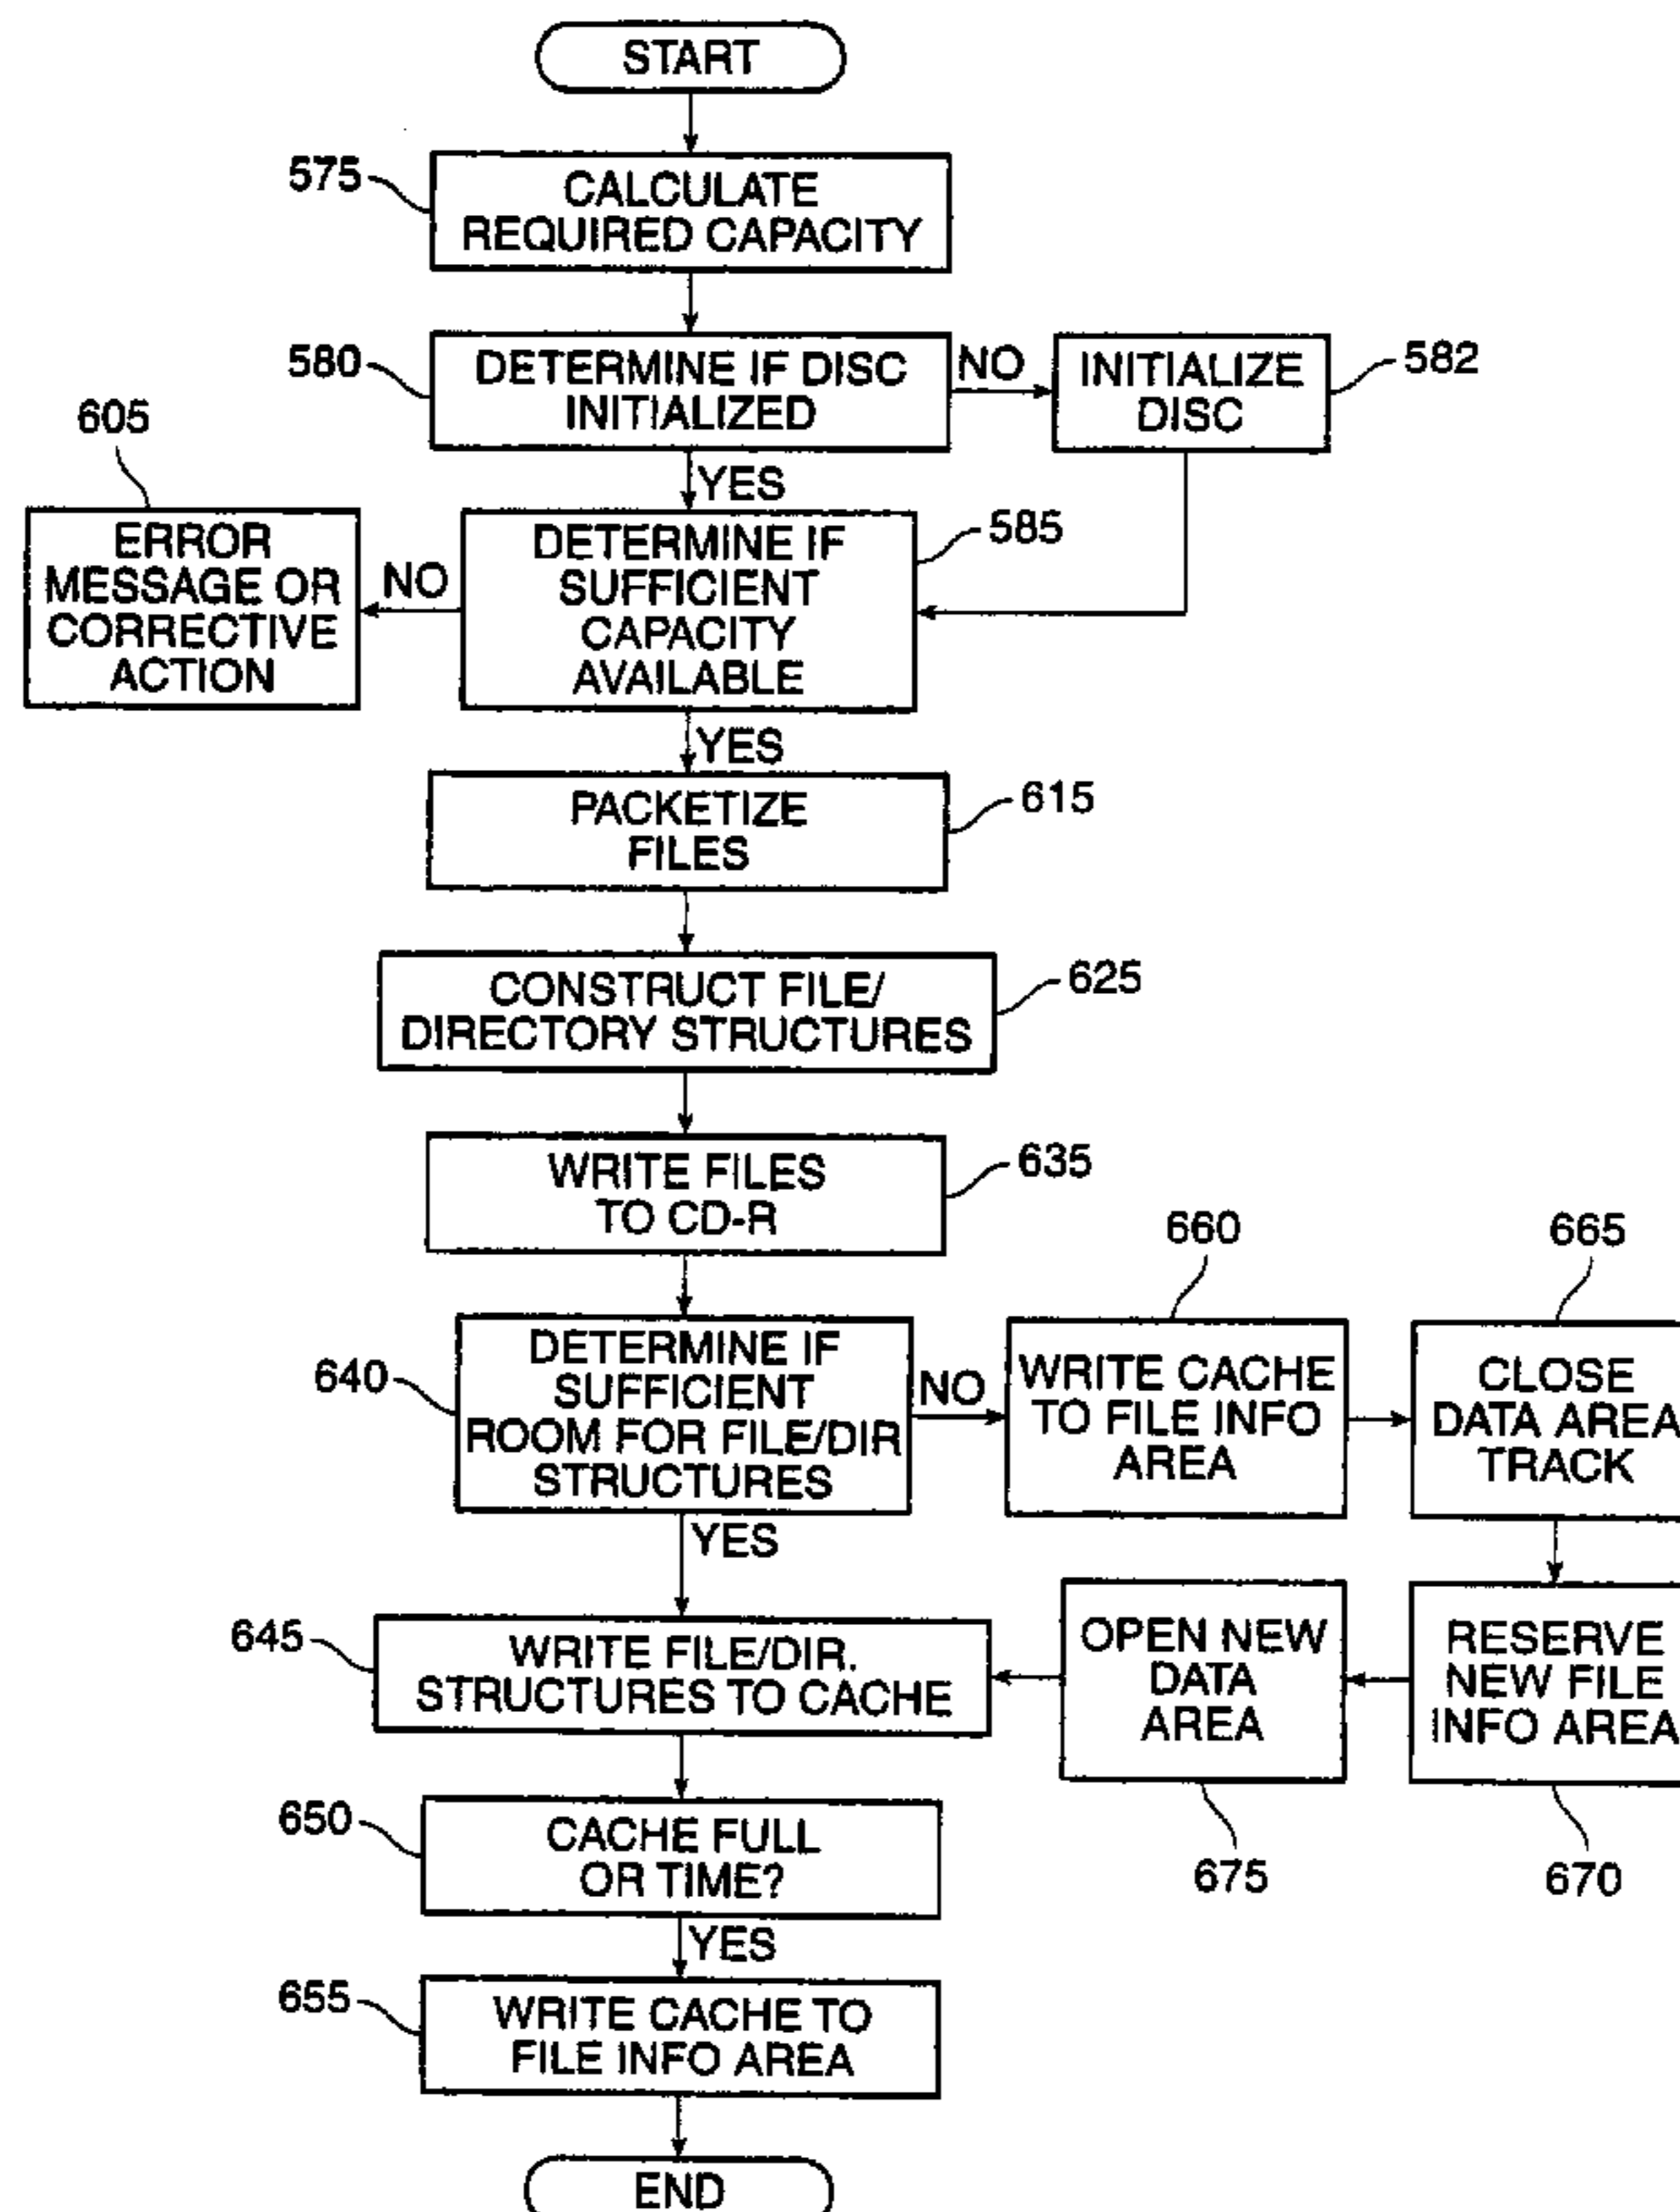 START
575
CALCULATE
REQUIRED CAPACITY
580
DETERMINE IF DISC
INITIALIZED
NO
INITIALIZE
DISC
582
YES
605
ERROR
MESSAGE OR
CORRECTIVE
ACTION
NO
DETERMINE IF
SUFFICIENT
CAPACITY
AVAILABLE
585
YES
PACKETIZE
FILES
615
CONSTRUCT FILE/
DIRECTORY STRUCTURES
625
WRITE FILES
TO CD-R
635
640
DETERMINE IF
SUFFICIENT
ROOM FOR FILE/DIR
STRUCTURES
NO
660
WRITE CACHE
TO FILE INFO
AREA
665
CLOSE
DATA AREA
TRACK
YES
645
WRITE FILE/DIR.
STRUCTURES TO CACHE
OPEN NEW
DATA
AREA
675
RESERVE
NEW FILE
INFO AREA
670
650
CACHE FULL
OR TIME?
YES
655
WRITE CACHE TO
FILE INFO AREA
END